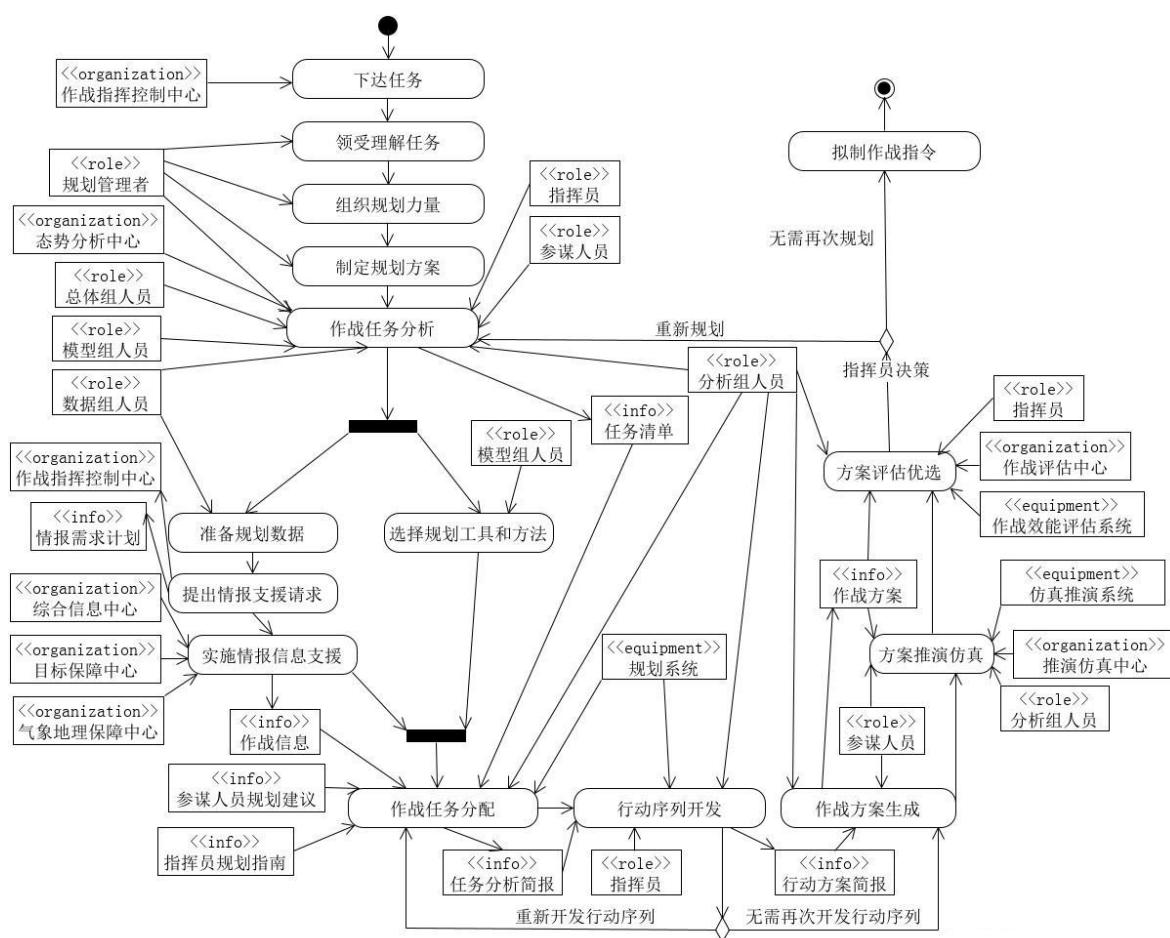 <<organization>>
作战指挥控制中心
下达任务
领受理解任务
<<role>>
规划管理者
组织规划力量
<<role>>
指挥员
拟制作战指令
<<organization>>
态势分析中心
制定规划方案
<<role>>
参谋人员
无需再次规划
<<role>>
总体组人员
作战任务分析
重新规划
<<role>>
模型组人员
<<role>>
分析组人员
指挥员决策
<<role>>
数据组人员
<<info>>
任务清单
<<role>>
指挥员
<<role>>
模型组人员
<<organization>>
作战指挥控制中心
方案评估优选
<<organization>>
作战评估中心
<<info>>
情报需求计划
准备规划数据
选择规划工具和方法
<<equipment>>
作战效能评估系统
<<organization>>
综合信息中心
提出情报支援请求
<<info>>
作战方案
<<equipment>>
仿真推演系统
<<organization>>
目标保障中心
实施情报信息支援
<<equipment>>
规划系统
方案推演仿真
<<organization>>
推演仿真中心
<<organization>>
气象地理保障中心
<<info>>
作战信息
<<role>>
参谋人员
<<role>>
分析组人员
<<info>>
参谋人员规划建议
作战任务分配
行动序列开发
作战方案生成
<<info>>
指挥员规划指南
<<info>>
任务分析简报
<<role>>
指挥员
<<info>>
行动方案简报
重新开发行动序列
无需再次开发行动序列